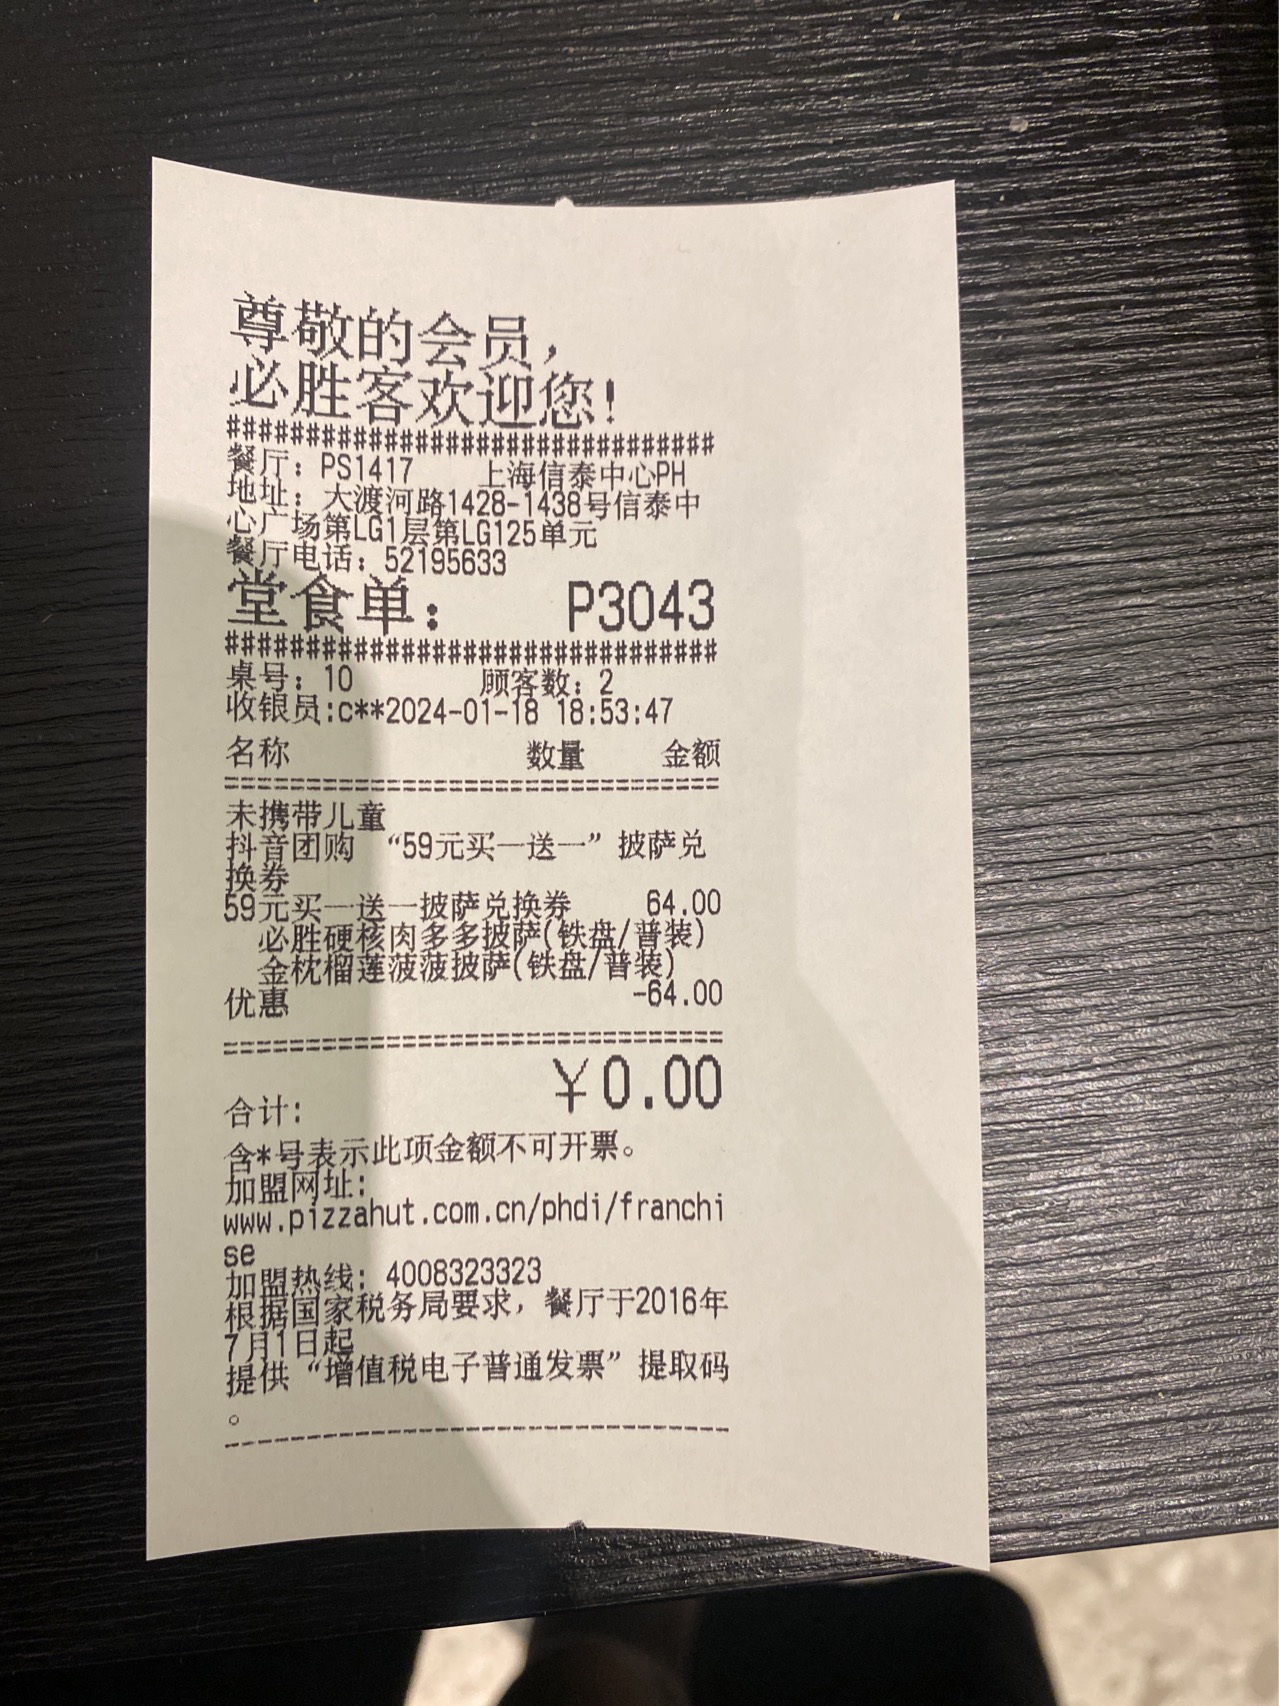 尊敬的会员，
必胜客欢迎您!
###############################
餐厅: PS1417 上海信泰中心PH
地址: 大渡河路1428-1438号信泰中
心广场第LG1层第LG125单元
餐厅电话: 52195633
堂食单: P3043
###############################
桌号: 10 顾客数: 2
收银员:c**2024-01-18 18:53:47
名称 数量 金额
===============================
未携带儿童
抖音团购 “59元买一送一” 披萨兑
换券
59元买一送一披萨兑换券 64.00
必胜硬核肉多多披萨(铁盘/普装)
金枕榴莲菠菠披萨(铁盘/普装)
优惠 -64.00
===============================
合计: ￥0.00
含*号表示此项金额不可开票。
加盟网址:
www.pizzahut.com.cn/phdi/franchi
se
加盟热线: 4008323323
根据国家税务局要求，餐厅于2016年
7月1日起
提供“增值税电子普通发票”提取码
。
--------------------------------